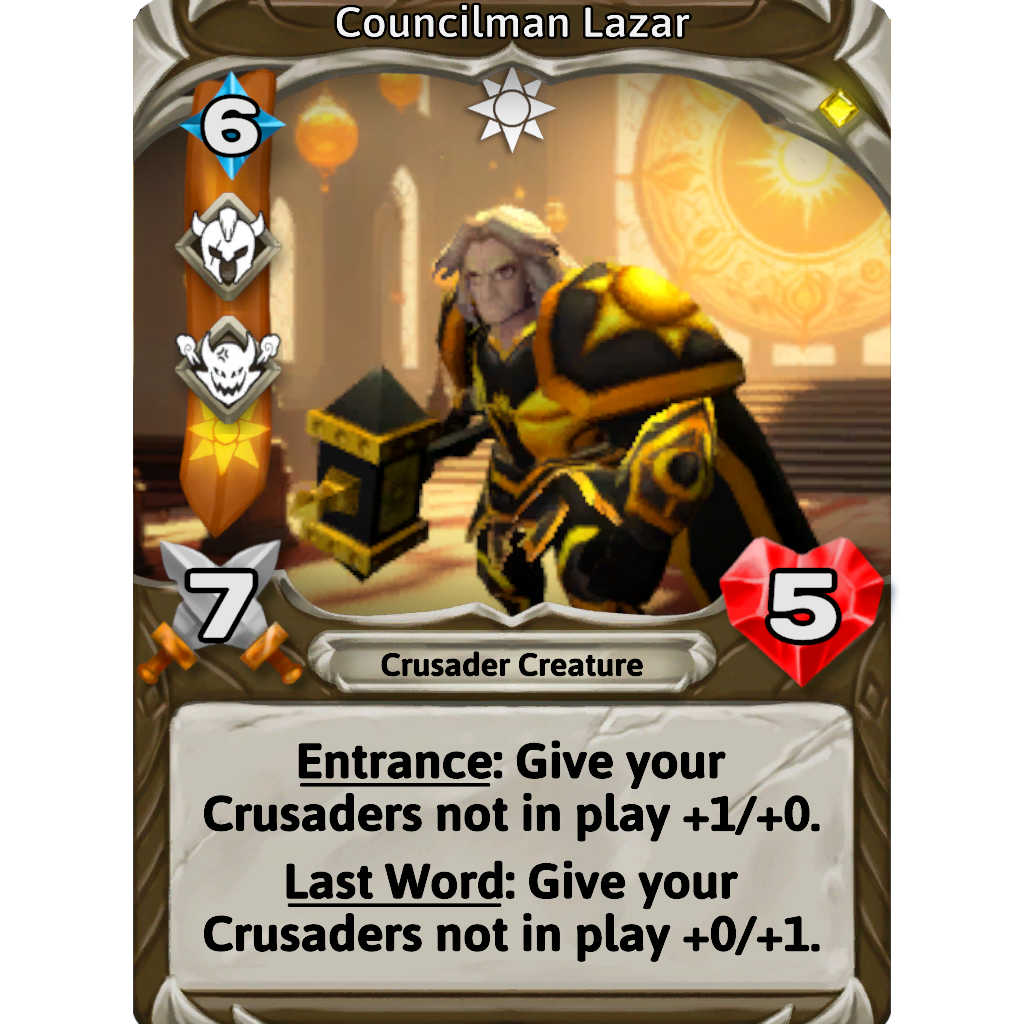 Councilman Lazar
6
7
5
Crusader Creature
Entrance: Give your
Crusaders not in play +1/+0.
Last Word: Give your
Crusaders not in play +0/+1.